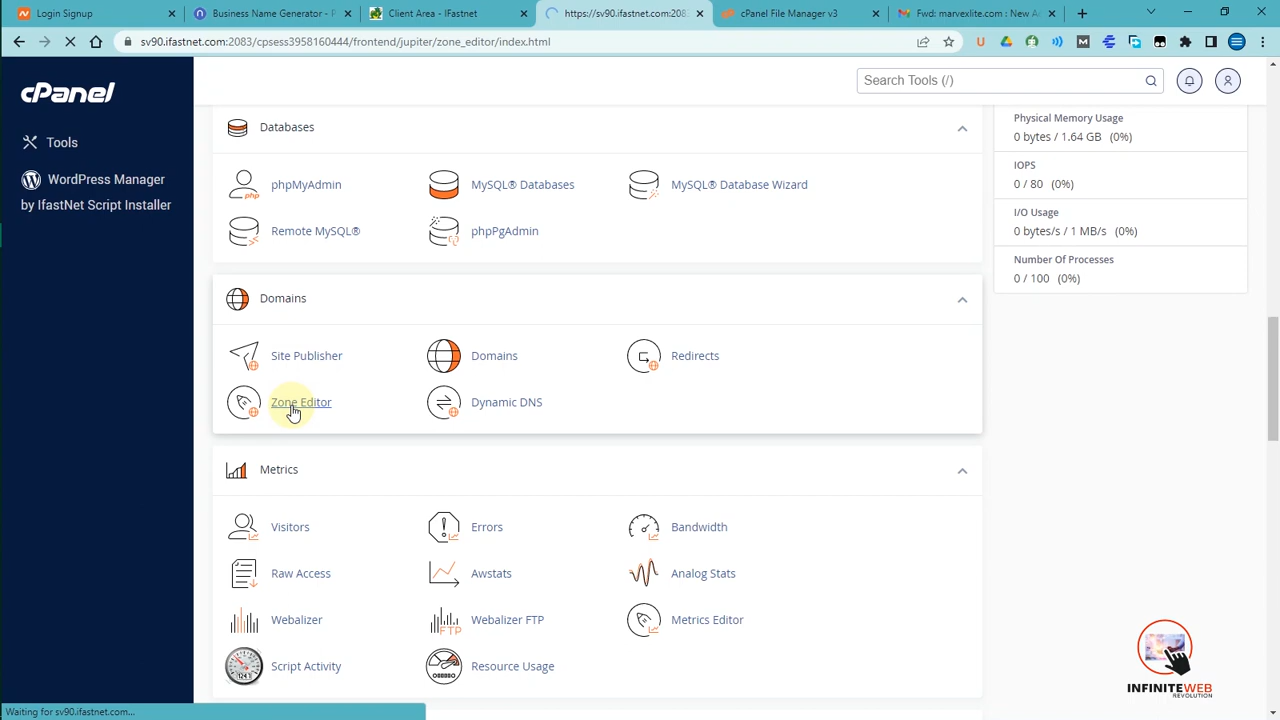 Login Signup
Business Name Generator - P
Client Area - IFastnet
https://sv90.ifastnet.com:2083
cPanel File Manager v3
Fwd: marvexlite.com : New A
sv90.ifastnet.com:2083/cpsess3958160444/frontend/jupiter/zone_editor/index.html
cPanel
Search Tools (/)
Tools
WordPress Manager
by IfastNet Script Installer
Databases
phpMyAdmin
MySQL® Databases
MySQL® Database Wizard
Remote MySQL®
phpPgAdmin
Domains
Site Publisher
Domains
Redirects
Zone Editor
Dynamic DNS
Metrics
Visitors
Errors
Bandwidth
Raw Access
Awstats
Analog Stats
Webalizer
Webalizer FTP
Metrics Editor
Script Activity
Resource Usage
Physical Memory Usage
0 bytes / 1.64 GB (0%)
IOPS
0 / 80 (0%)
I/O Usage
0 bytes/s / 1 MB/s (0%)
Number Of Processes
0 / 100 (0%)
INFINITEWEB
REVOLUTION
Waiting for sv90.ifastnet.com...